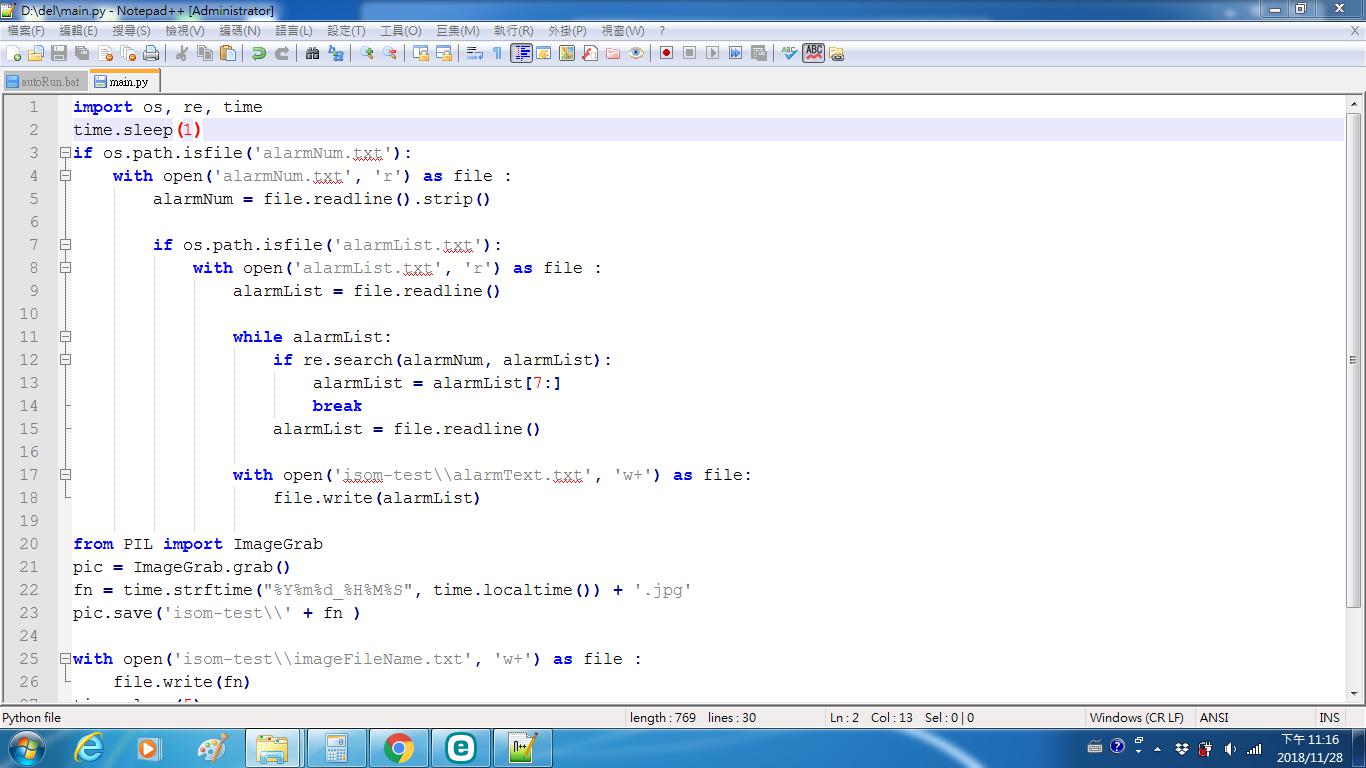 D:\del\main.py - Notepad++ [Administrator]
檔案(F) 編輯(E) 搜尋(S) 檢視(V) 編碼(N) 語言(L) 設定(T) 工具(O) 巨集(M) 執行(R) 外掛(P) 視窗(W) ? X
autoRun.bat main.py
1 import os, re, time
2 time.sleep(1)
3 if os.path.isfile('alarmNum.txt'):
4 with open('alarmNum.txt', 'r') as file :
5 alarmNum = file.readline().strip()
6
7 if os.path.isfile('alarmList.txt'):
8 with open('alarmList.txt', 'r') as file :
9 alarmList = file.readline()
10
11 while alarmList:
12 if re.search(alarmNum, alarmList):
13 alarmList = alarmList[7:]
14 break
15 alarmList = file.readline()
16
17 with open('isom-test\\alarmText.txt', 'w+') as file:
18 file.write(alarmList)
19
20 from PIL import ImageGrab
21 pic = ImageGrab.grab()
22 fn = time.strftime("%Y%m%d_%H%M%S", time.localtime()) + '.jpg'
23 pic.save('isom-test\\' + fn )
24
25 with open('isom-test\\imageFileName.txt', 'w+') as file :
26 file.write(fn)
Python file length : 769 lines : 30 Ln : 2 Col : 13 Sel : 0 | 0 Windows (CR LF) ANSI INS
下午 11:16
2018/11/28